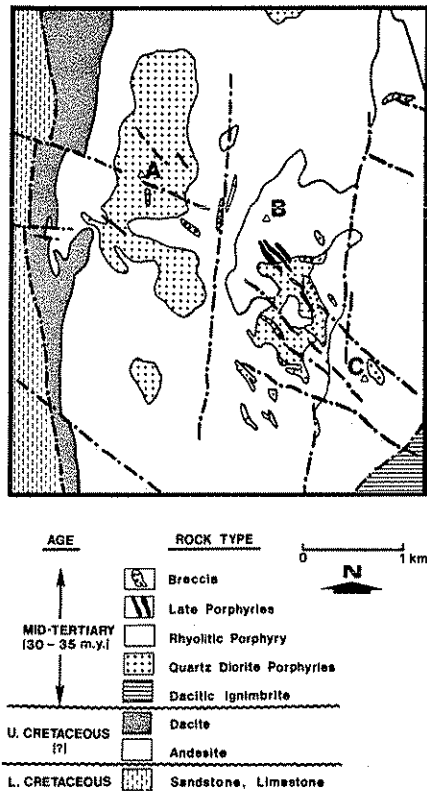 A
B
C
AGE
ROCK TYPE
0 1 km
N
Breccia
Late Porphyries
MID-TERTIARY
(30 – 35 m.y.)
Rhyolitic Porphyry
Quartz Diorite Porphyries
Dacitic Ignimbrite
U. CRETACEOUS
(?)
Dacite
Andesite
L. CRETACEOUS
Sandstone, Limestone